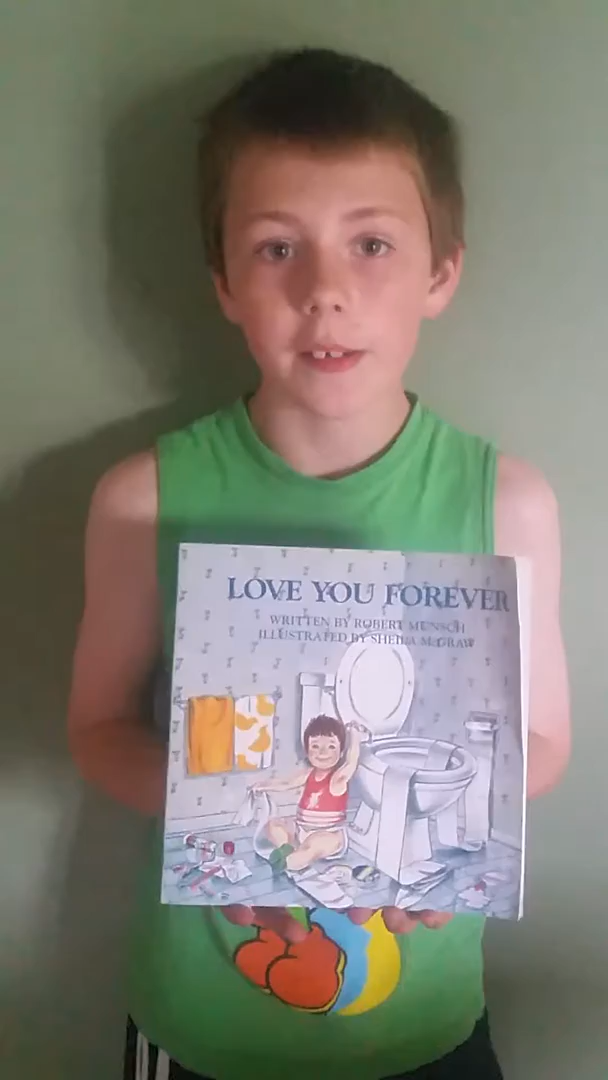 LOVE YOU FOREVER
WRITTEN BY ROBERT MUNSCH
ILLUSTRATED BY SHEILA McGRAW